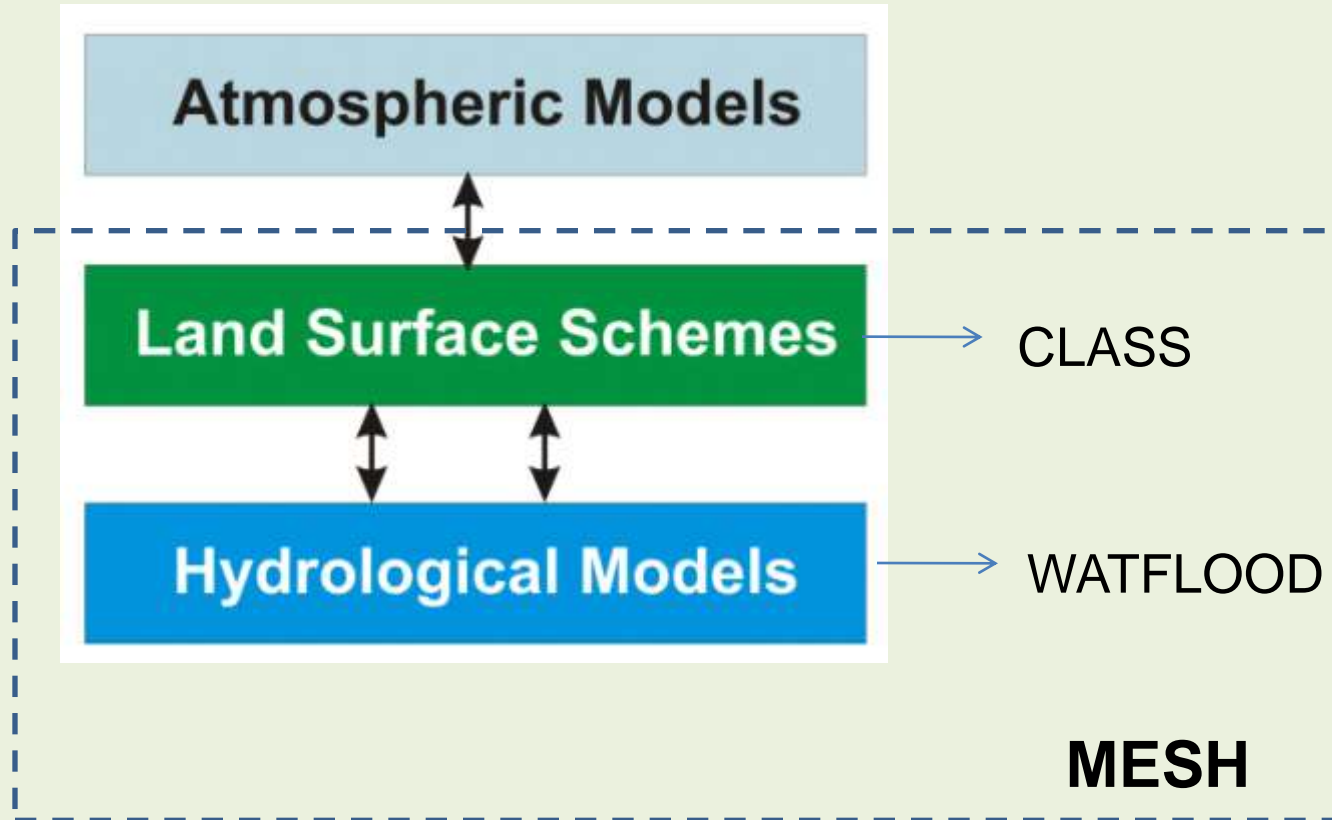 Atmospheric Models
Land Surface Schemes
CLASS
Hydrological Models
WATFLOOD
MESH